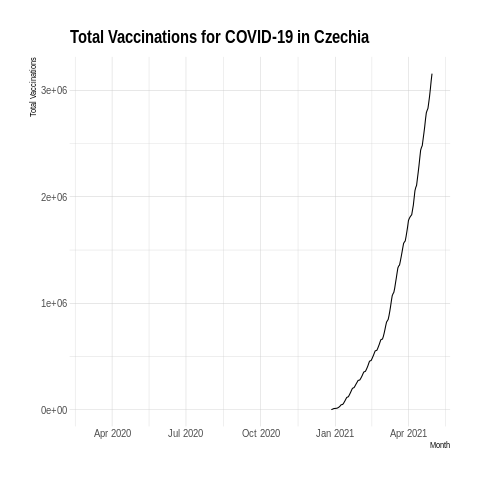 Total Vaccinations for COVID-19 in Czechia
Total Vaccinations
3e+06
2e+06
1e+06
0e+00
Apr 2020 Jul 2020 Oct 2020 Jan 2021 Apr 2021
Month